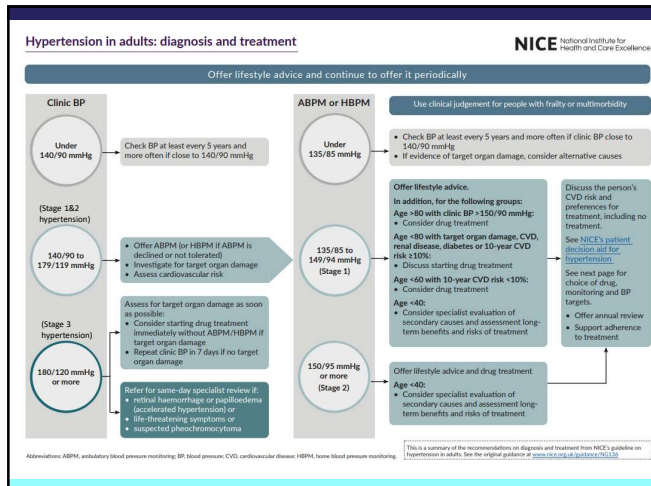 Hypertension in adults: diagnosis and treatment
NICE National Institute for
Health and Care Excellence
Offer lifestyle advice and continue to offer it periodically
Clinic BP
Under
140/90 mmHg
Check BP at least every 5 years and
more often if close to 140/90 mmHg
(Stage 1&2
hypertension)
140/90 to
179/119 mmHg
• Offer ABPM (or HBPM if ABPM is
declined or not tolerated)
• Investigate for target organ damage
• Assess cardiovascular risk
(Stage 3
hypertension)
180/120 mmHg
or more
Assess for target organ damage as soon
as possible:
• Consider starting drug treatment
immediately without ABPM/HBPM if
target organ damage
• Repeat clinic BP in 7 days if no target
organ damage
Refer for same-day specialist review if:
• retinal haemorrhage or papilloedema
(accelerated hypertension) or
• life-threatening symptoms or
• suspected pheochromocytoma
ABPM or HBPM
Use clinical judgement for people with frailty or multimorbidity
Under
135/85 mmHg
• Check BP at least every 5 years and more often if clinic BP close to
140/90 mmHg
• If evidence of target organ damage, consider alternative causes
135/85 to
149/94 mmHg
(Stage 1)
Offer lifestyle advice.
In addition, for the following groups:
Age >80 with clinic BP >150/90 mmHg:
• Consider drug treatment
Age <80 with target organ damage, CVD,
renal disease, diabetes or 10-year CVD
risk ≥10%:
• Discuss starting drug treatment
Age <60 with 10-year CVD risk <10%:
• Consider drug treatment
Age <40:
• Consider specialist evaluation of
secondary causes and assessment long-
term benefits and risks of treatment
150/95 mmHg
or more
(Stage 2)
Offer lifestyle advice and drug treatment
Age <40:
• Consider specialist evaluation of
secondary causes and assessment of long-
term benefits and risks of treatment
Discuss the person's
CVD risk and
preferences for
treatment, including no
treatment.
See NICE's patient
decision aid for
hypertension
See next page for
choice of drug,
monitoring and BP
targets.
• Offer annual review
• Support adherence
to treatment
Abbreviations: ABPM, ambulatory blood pressure monitoring; BP, blood pressure; CVD, cardiovascular disease; HBPM, home blood pressure monitoring.
This is a summary of the recommendations on diagnosis and treatment from NICE's guideline on
hypertension in adults. See the original guidance at www.nice.org.uk/guidance/NG136